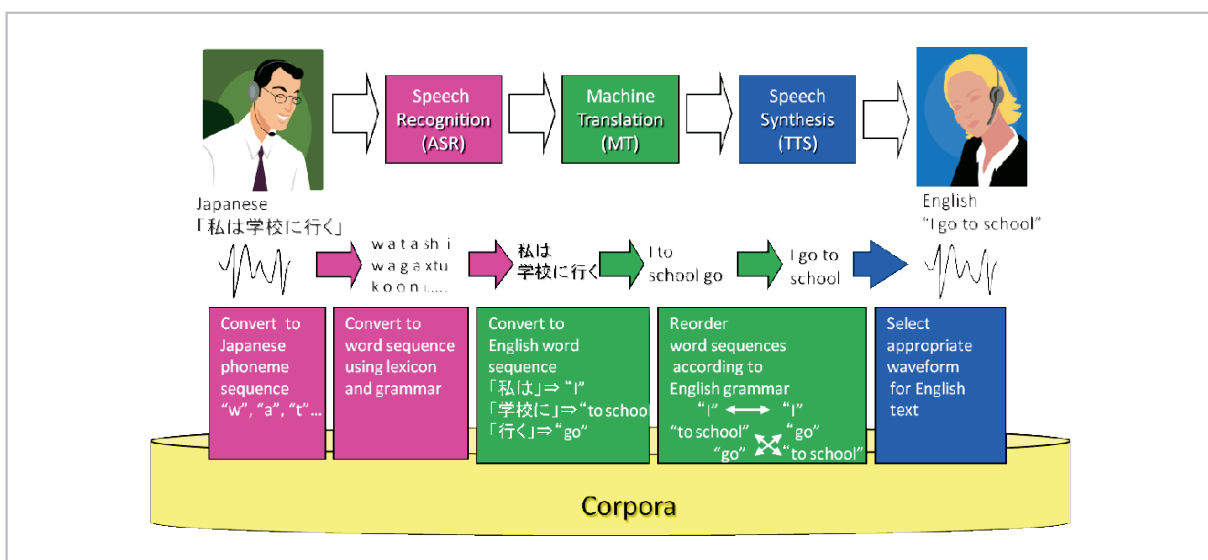 Speech
Recognition
(ASR)
Machine
Translation
(MT)
Speech
Synthesis
(TTS)
Japanese
「私は学校に行く」
English
“I go to school”
w a t a sh i
w a g a xtu
k o o n i.....
私は
学校に行く
I to
school go
I go to
school
Convert to
Japanese
phoneme
sequence
“w”, “a”, “t”...
Convert to
word sequence
using lexicon
and grammar
Convert to
English word
sequence
「私は」⇒ “I”
「学校に」⇒“to school
「行く」⇒“go”
Reorder
word sequences
according to
English grammar
“I” ⟷ “I”
“to school” “go”
“go” “to school”
Select
appropriate
waveform
for English
text
Corpora